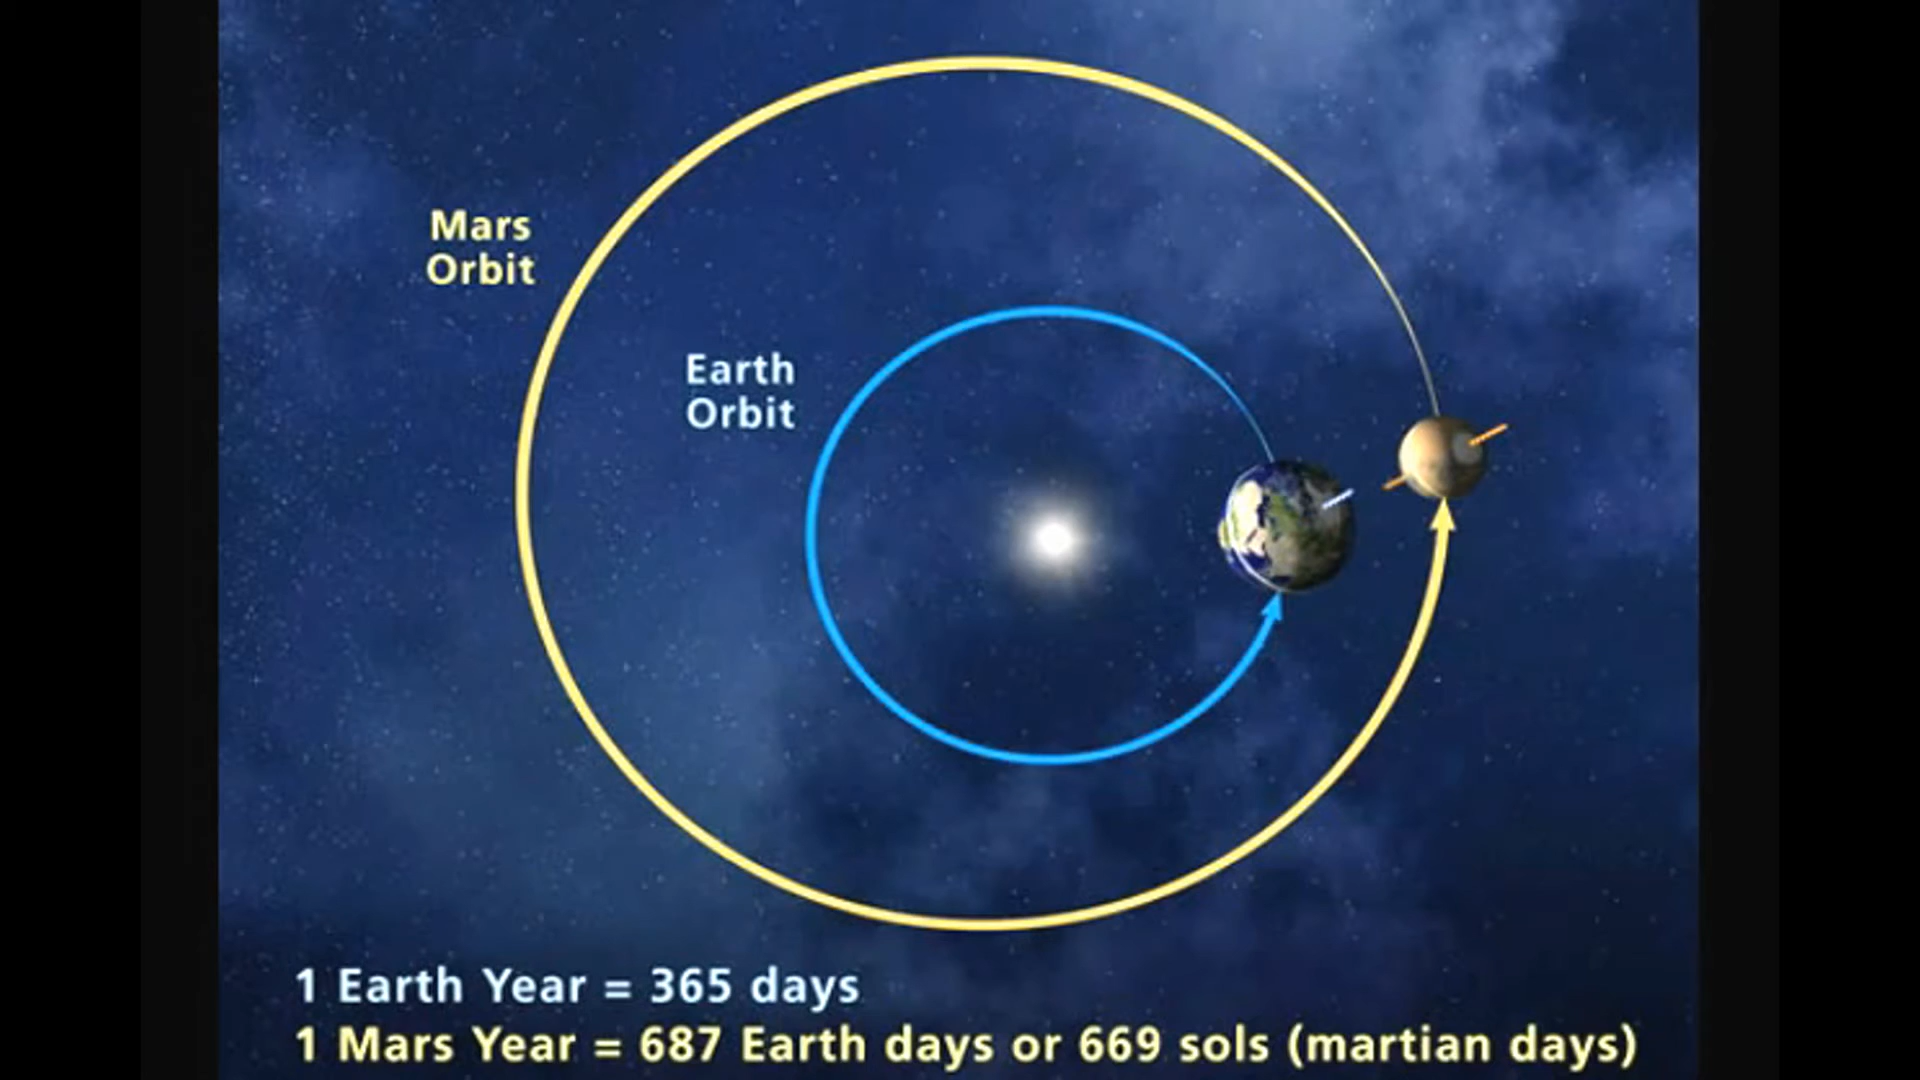 Mars
Orbit
Earth
Orbit
1 Earth Year = 365 days
1 Mars Year = 687 Earth days or 669 sols (martian days)